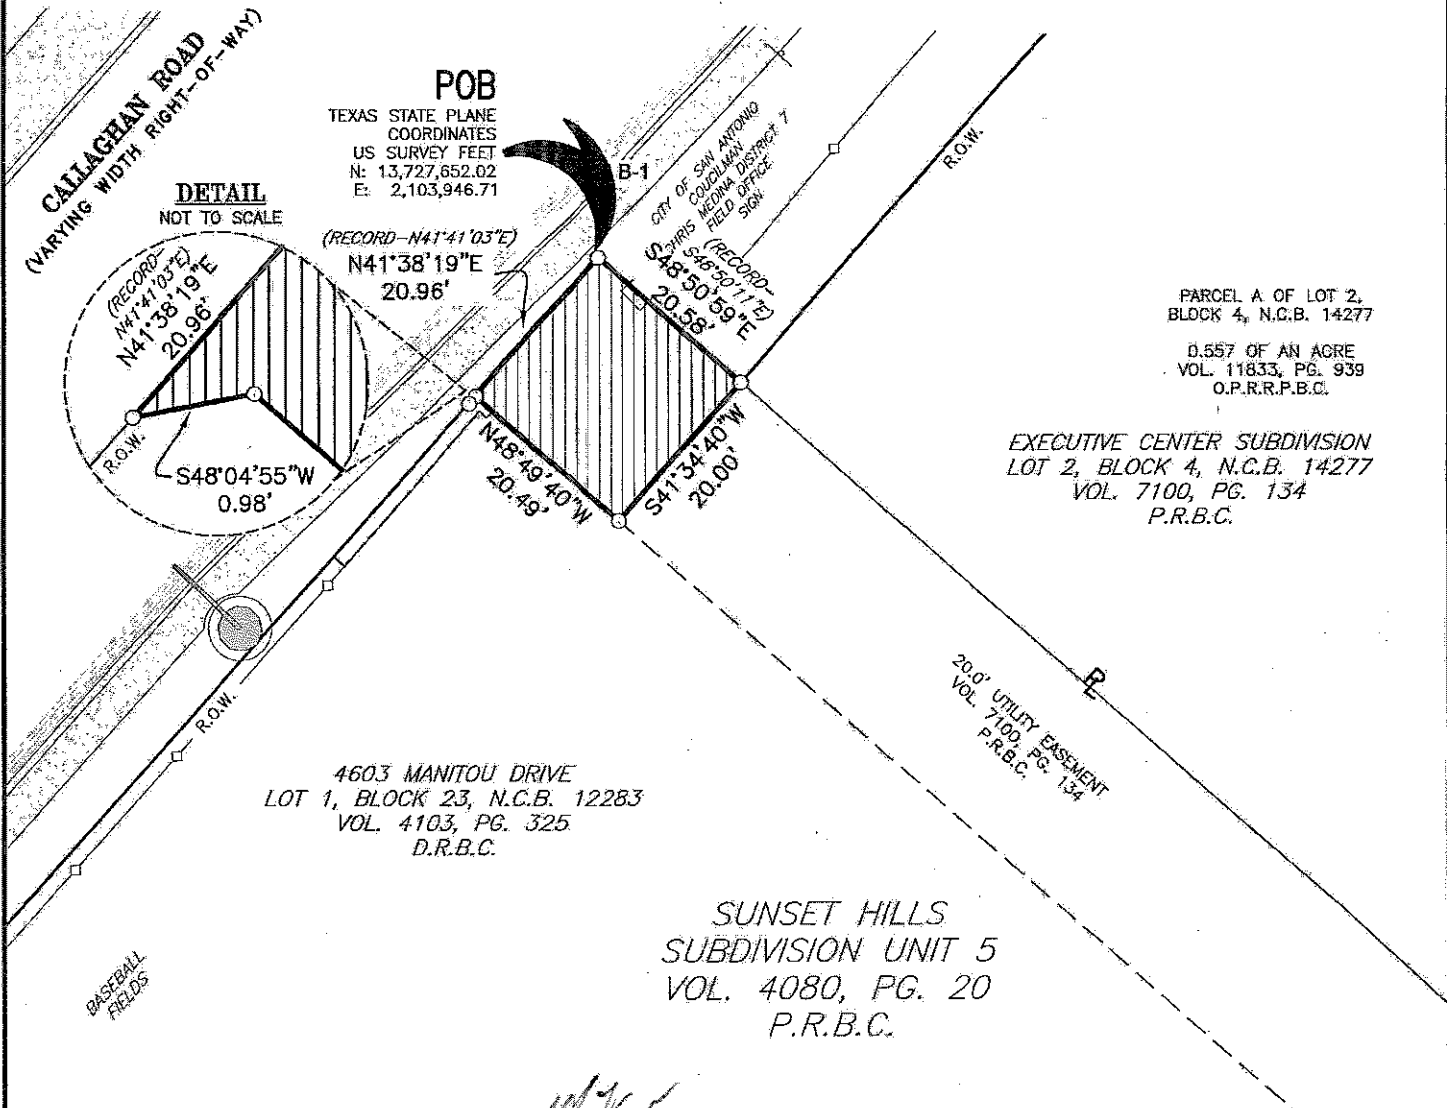 CALLAGHAN ROAD
(VARYING WIDTH RIGHT-OF-WAY)
POB
TEXAS STATE PLANE
COORDINATES
US SURVEY FEET
N: 13,727,652.02
E: 2,103,946.71
B-1
CITY OF SAN ANTONIO
COUCILMAN
CHRIS MEDINA DISTRICT 7
FIELD OFFICE
SIGN
R.O.W.
DETAIL
NOT TO SCALE
(RECORD-
N41°41'03"E)
N41°38'19"E
20.96'
R.O.W.
S48°04'55"W
0.98'
(RECORD-N41°41'03"E)
N41°38'19"E
20.96'
(RECORD-
S48°50'11"E)
S48°50'59"E
20.58'
N48°49'40"W
20.49'
S41°34'40"W
20.00'
PARCEL A OF LOT 2,
BLOCK 4, N.C.B. 14277
0.557 OF AN ACRE
VOL. 11833, PG. 939
O.P.R.R.P.B.C.
EXECUTIVE CENTER SUBDIVISION
LOT 2, BLOCK 4, N.C.B. 14277
VOL. 7100, PG. 134
P.R.B.C.
PL
20.0' UTILITY EASEMENT
VOL. 7100, PG. 134
P.R.B.C.
R.O.W.
4603 MANITOU DRIVE
LOT 1, BLOCK 23, N.C.B. 12283
VOL. 4103, PG. 325
D.R.B.C.
SUNSET HILLS
SUBDIVISION UNIT 5
VOL. 4080, PG. 20
P.R.B.C.
BASEBALL
FIELDS